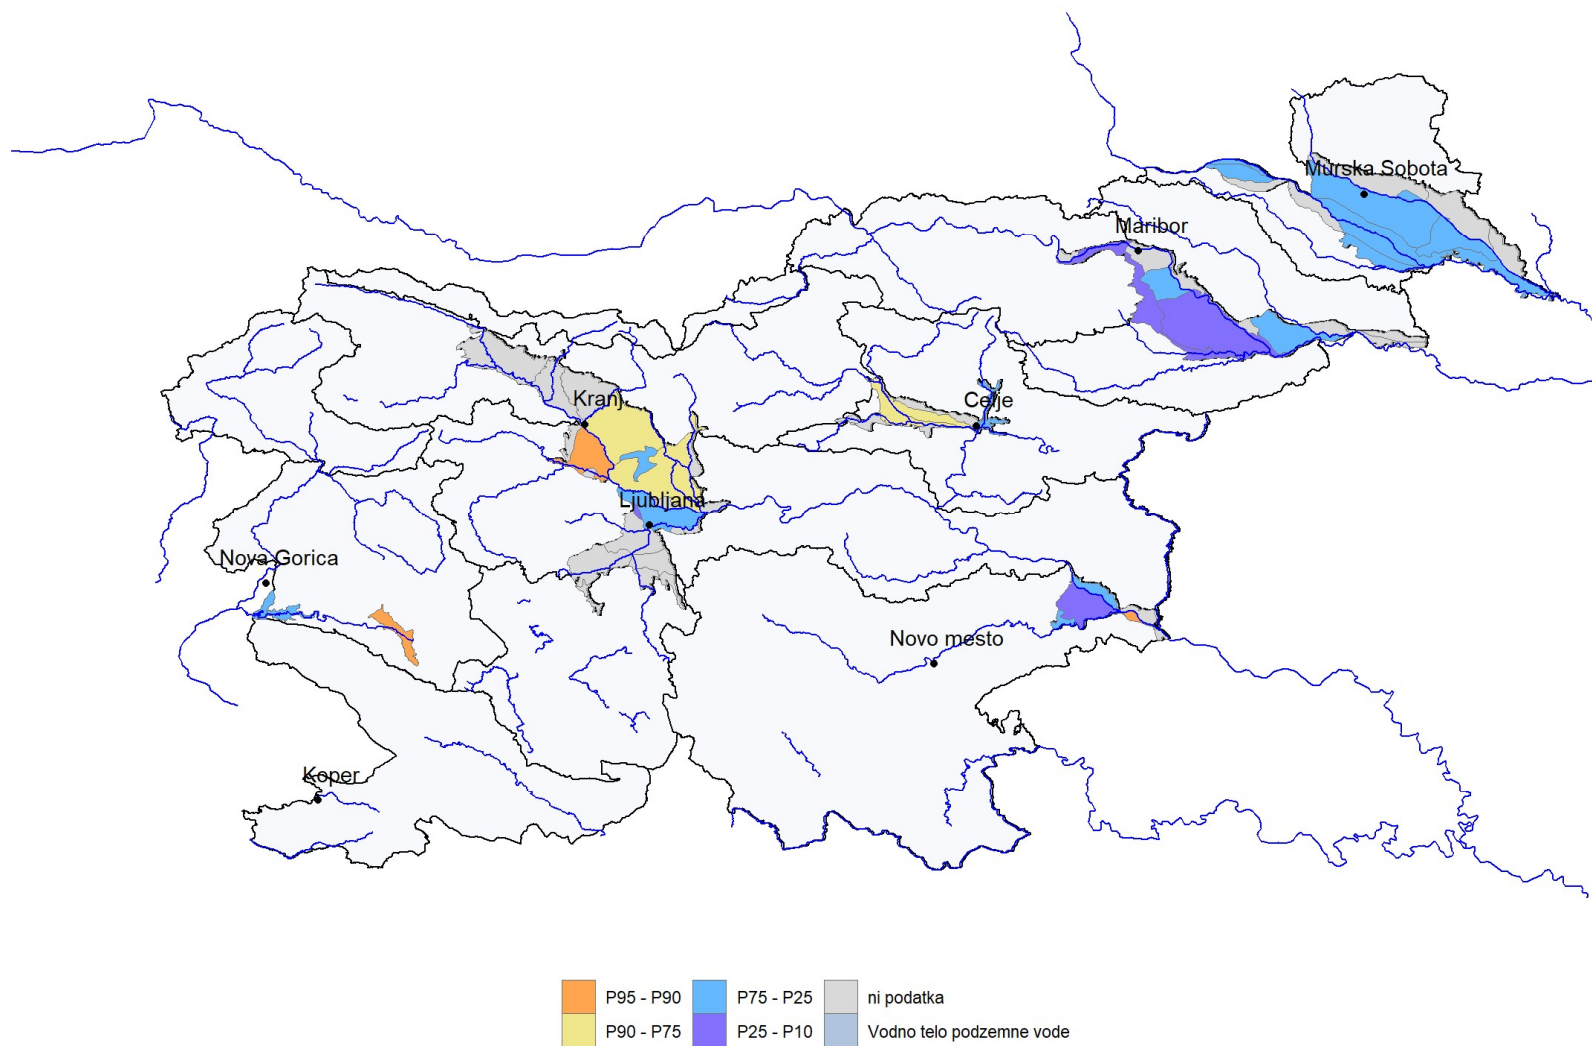 Murska Sobota
Maribor
Kranj
Celje
Ljubljana
Nova Gorica
Novo mesto
Koper
P95 - P90
P75 - P25
ni podatka
P90 - P75
P25 - P10
Vodno telo podzemne vode